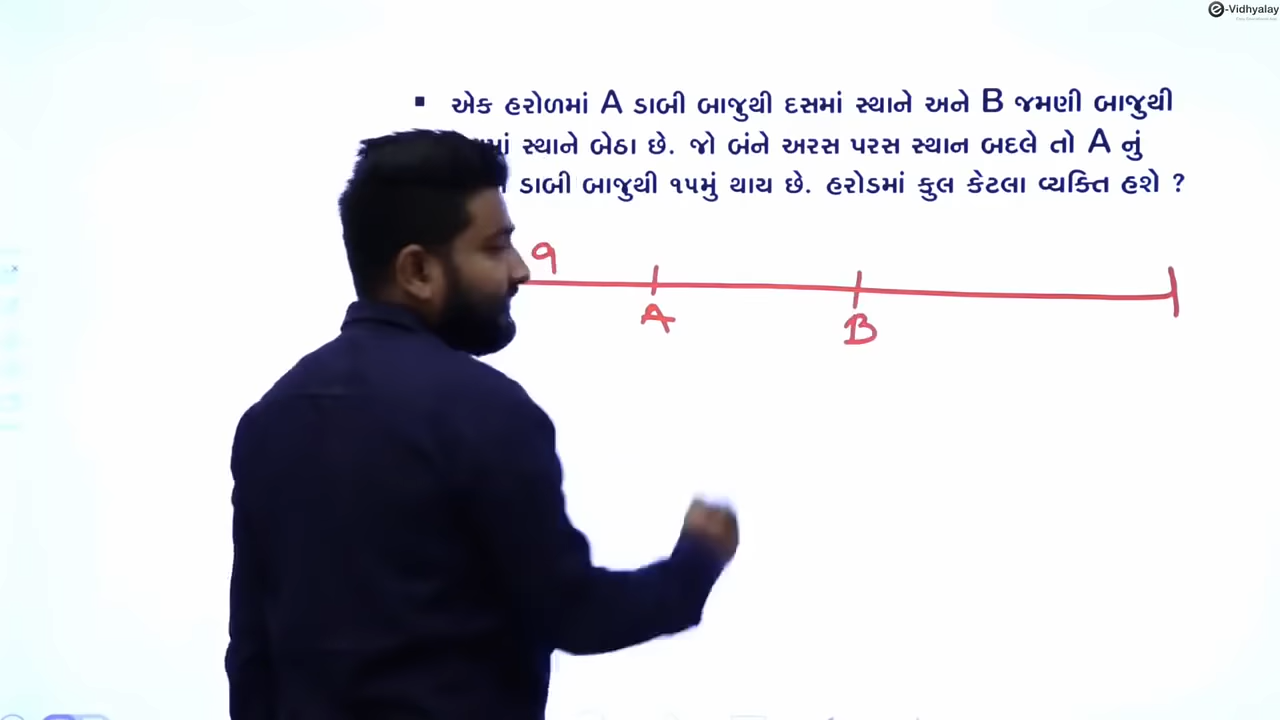 e-Vidhyalay
▪ એક હરોળમાં A ડાબી બાજુથી દસમાં સ્થાને અને B જમણી બાજુથી
સ્થાને બેઠા છે. જો બંને અરસ પરસ સ્થાન બદલે તો A નું
ડાબી બાજુથી ૧૫મું થાય છે. હરોડમાં કુલ કેટલા વ્યક્તિ હશે ?
9
A B